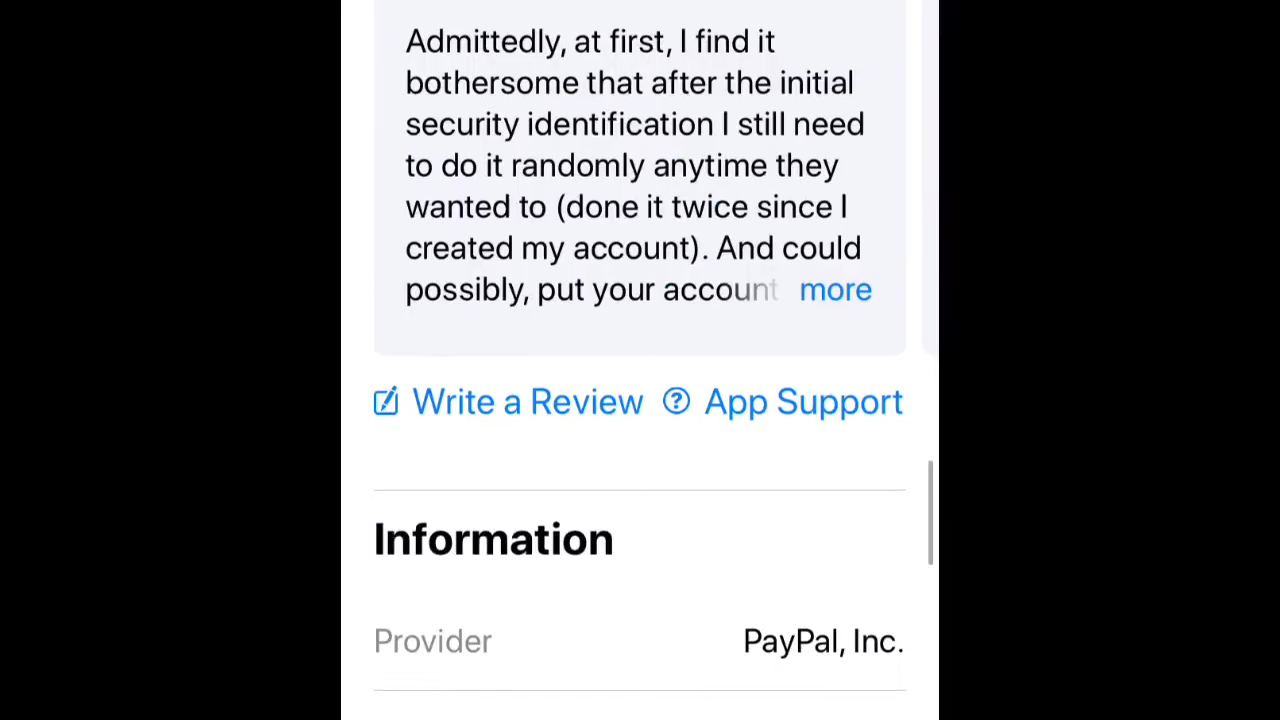 Admittedly, at first, I find it
bothersome that after the initial
security identification I still need
to do it randomly anytime they
wanted to (done it twice since I
created my account). And could
possibly, put your account more
Write a Review App Support
Information
Provider PayPal, Inc.